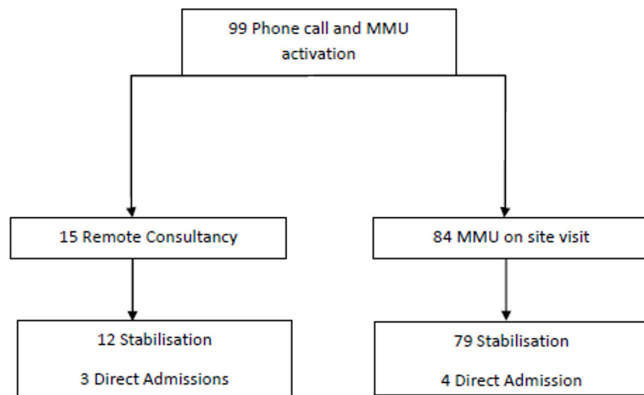 99 Phone call and MMU
activation
15 Remote Consultancy
84 MMU on site visit
12 Stabilisation
3 Direct Admissions
79 Stabilisation
4 Direct Admission